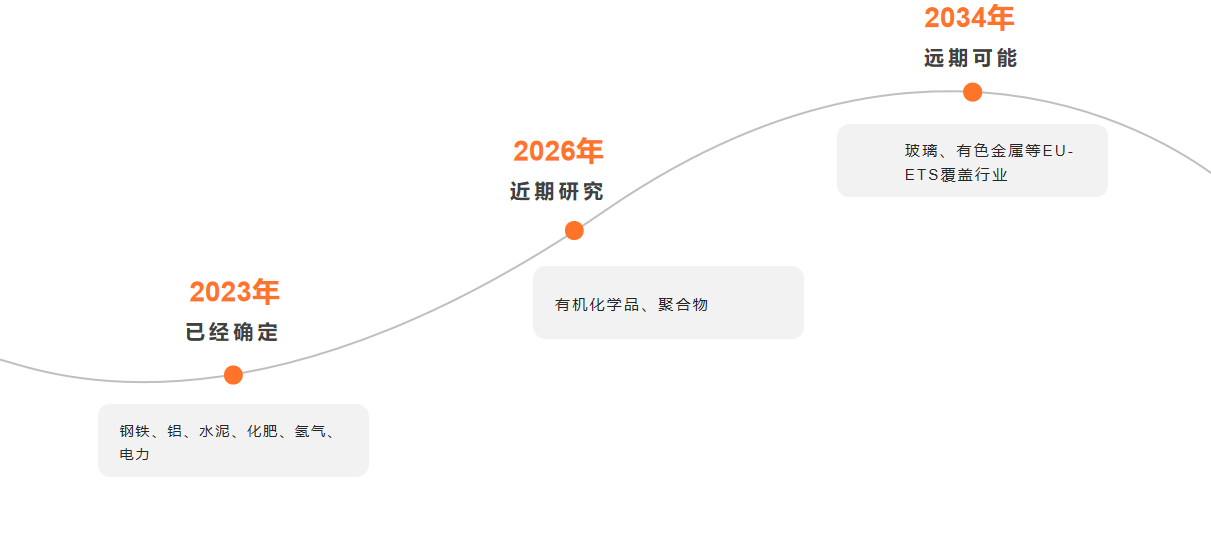 2023年
已经确定
钢铁、铝、水泥、化肥、氢气、
电力
2026年
近期研究
有机化学品、聚合物
2034年
远期可能
玻璃、有色金属等EU-
ETS覆盖行业